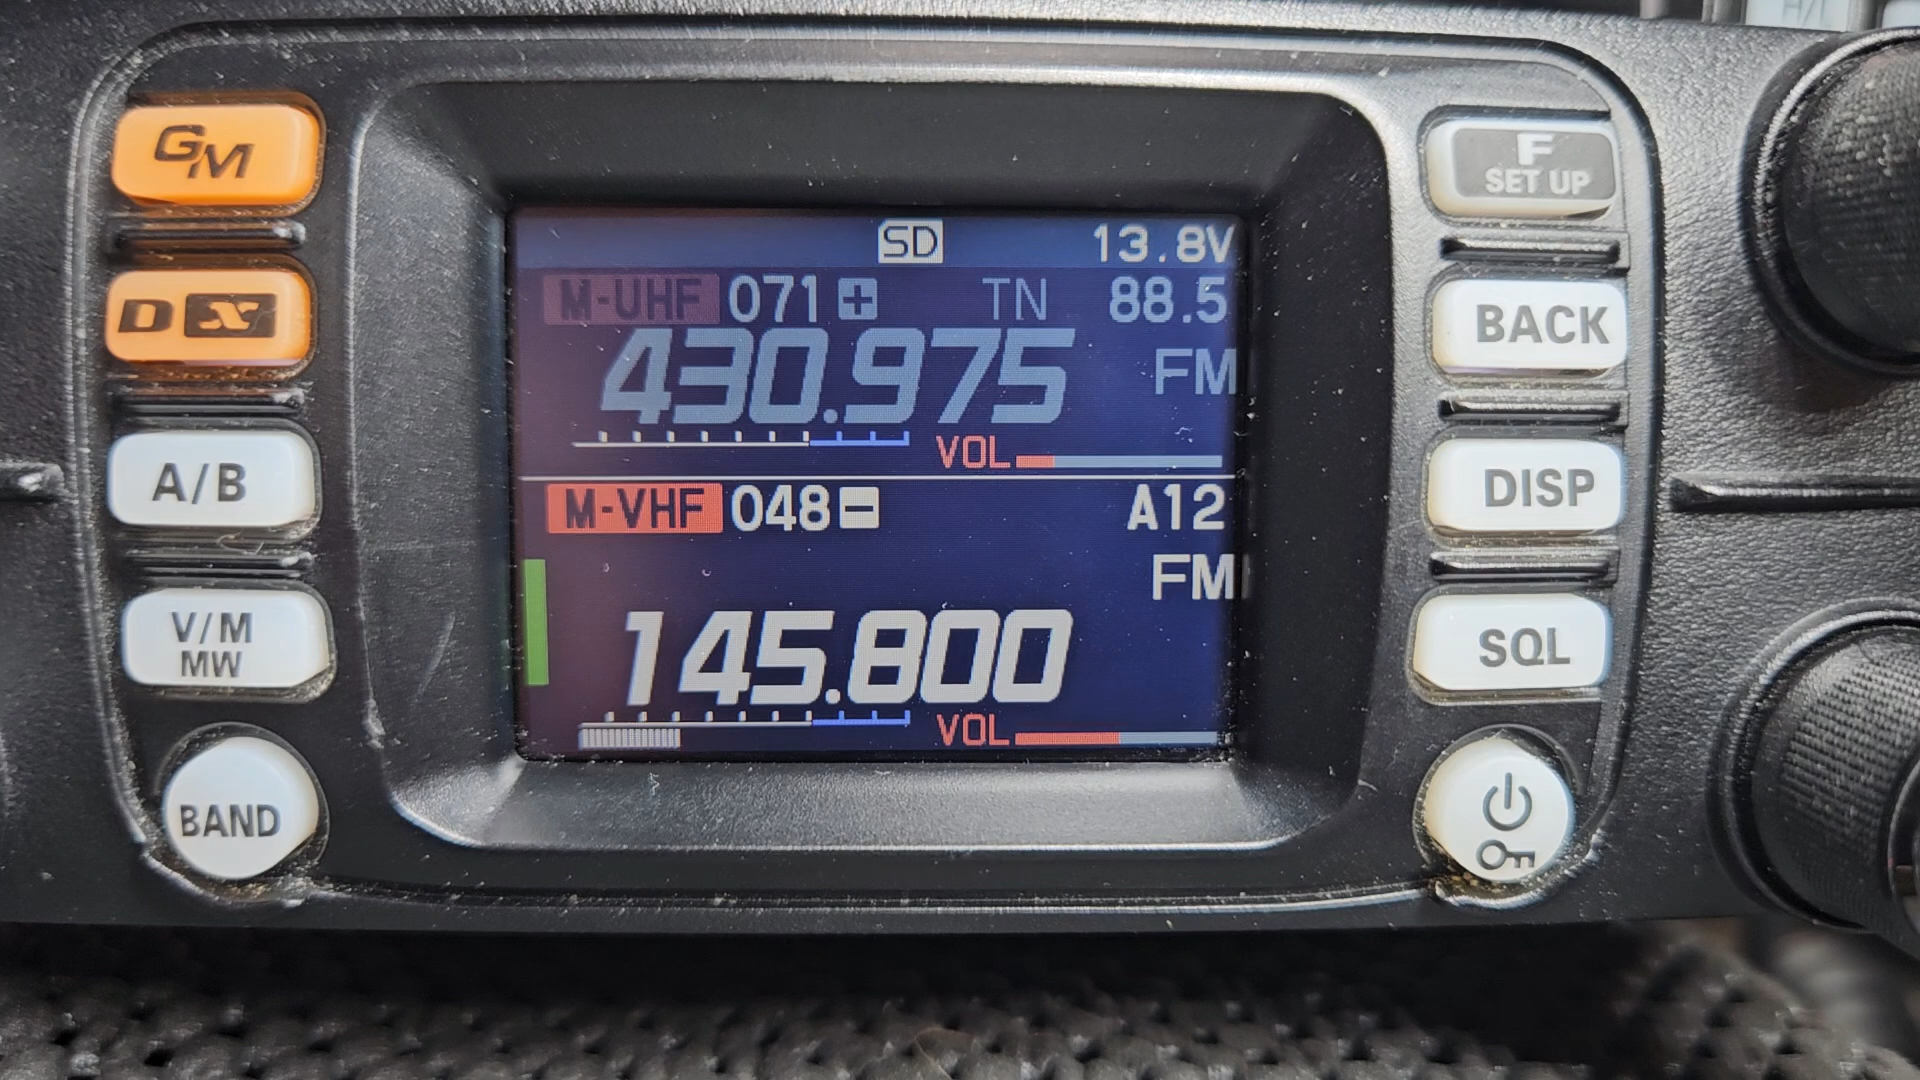 GM
DX
A/B
V/M
MW
BAND
SD 13.8V
M-UHF 071 + TN 88.5
430.975 FM
VOL
M-VHF 048 - A12
FM
145.800
VOL
F
SET UP
BACK
DISP
SQL